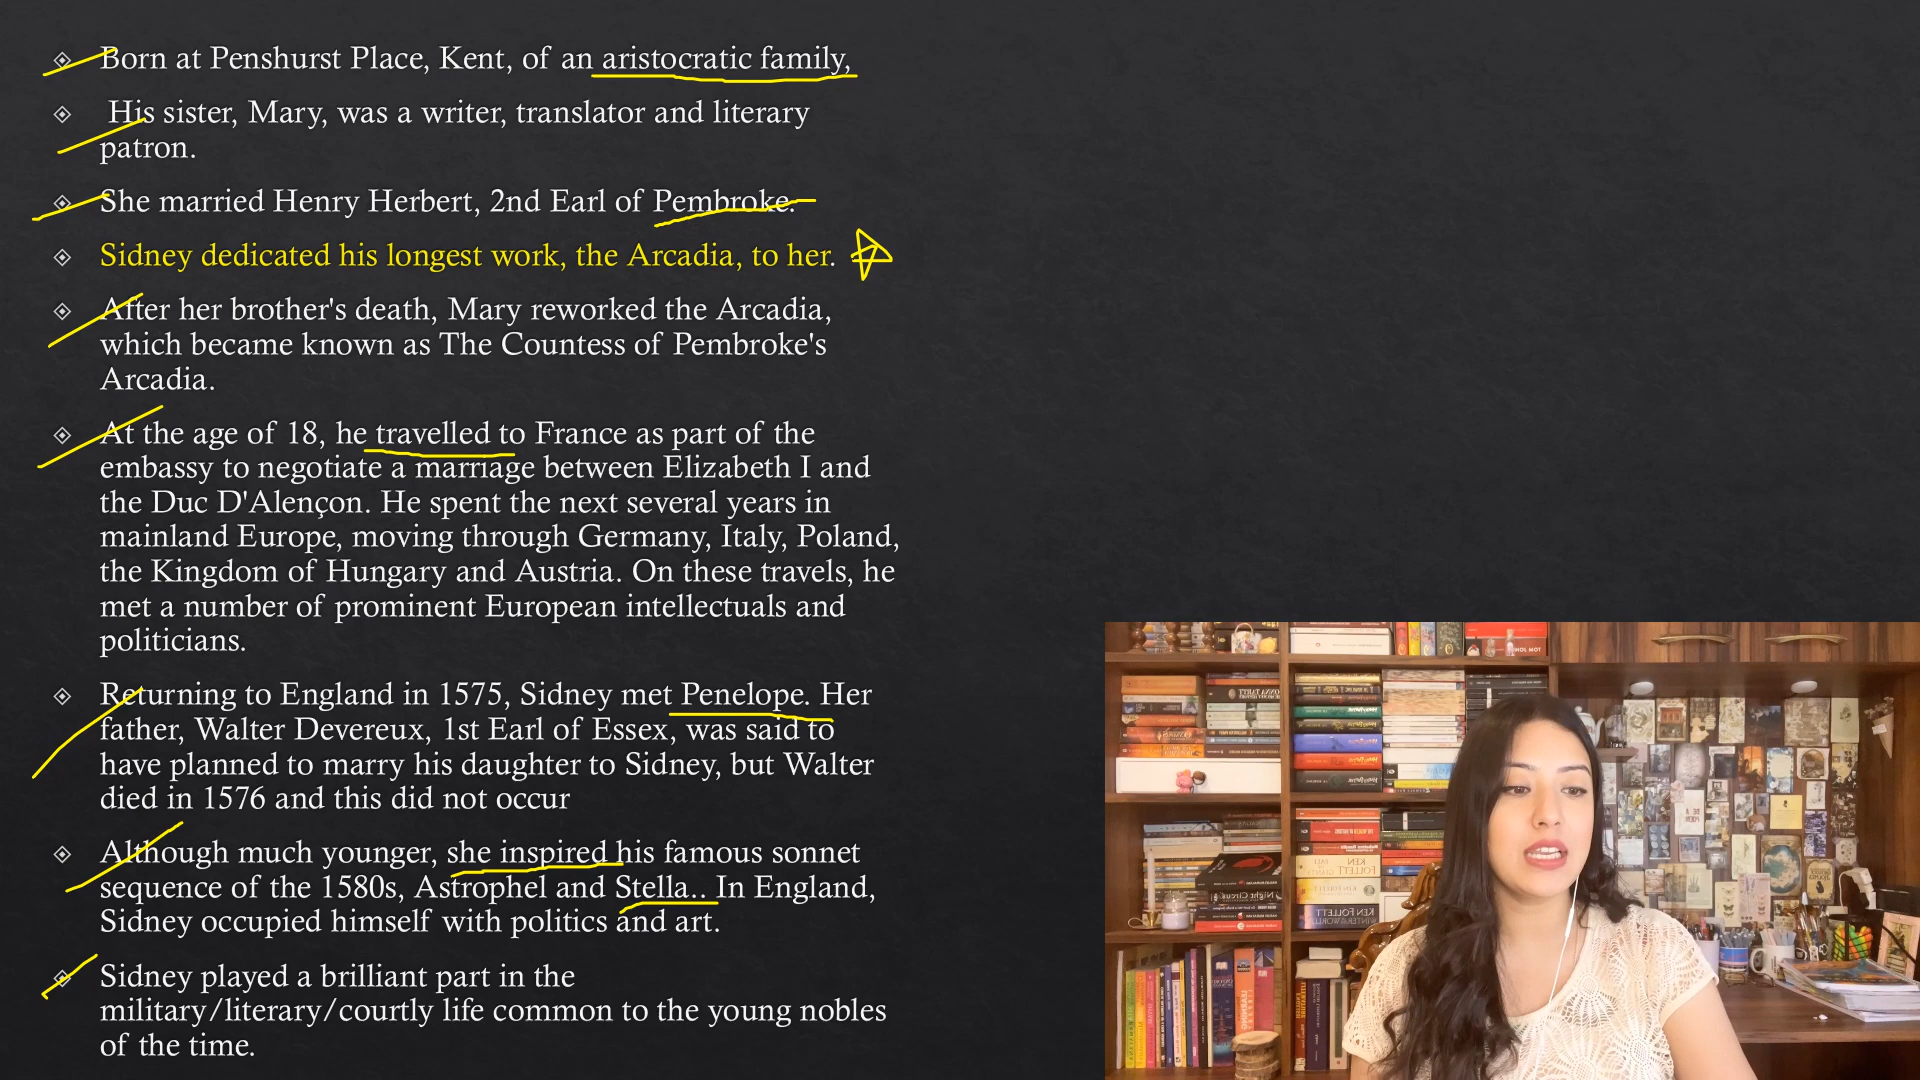 Born at Penshurst Place, Kent, of an aristocratic family,
His sister, Mary, was a writer, translator and literary
patron.
She married Henry Herbert, 2nd Earl of Pembroke.
Sidney dedicated his longest work, the Arcadia, to her.
After her brother's death, Mary reworked the Arcadia,
which became known as The Countess of Pembroke's
Arcadia.
At the age of 18, he travelled to France as part of the
embassy to negotiate a marriage between Elizabeth I and
the Duc D'Alençon. He spent the next several years in
mainland Europe, moving through Germany, Italy, Poland,
the Kingdom of Hungary and Austria. On these travels, he
met a number of prominent European intellectuals and
politicians.
Returning to England in 1575, Sidney met Penelope. Her
father, Walter Devereux, 1st Earl of Essex, was said to
have planned to marry his daughter to Sidney, but Walter
died in 1576 and this did not occur
Although much younger, she inspired his famous sonnet
sequence of the 1580s, Astrophel and Stella.. In England,
Sidney occupied himself with politics and art.
Sidney played a brilliant part in the
military/literary/courtly life common to the young nobles
of the time.
KEN
FOLLETT
KEN FOLLETT